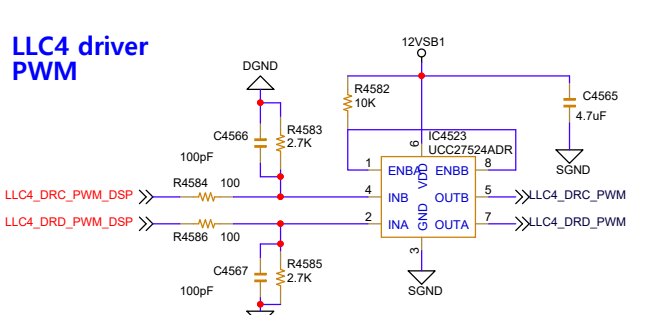 LLC4 driver
PWM
12VSB1
DGND
R4582
10K
C4565
4.7uF
SGND
C4566
100pF
R4583
2.7K
IC4523
UCC27524ADR
6
1
ENBA
VDD
ENBB
8
LLC4_DRC_PWM_DSP
R4584
100
4
INB
OUTB
5
LLC4_DRC_PWM
LLC4_DRD_PWM_DSP
R4586
100
2
INA
GND
OUTA
7
LLC4_DRD_PWM
3
SGND
C4567
100pF
R4585
2.7K